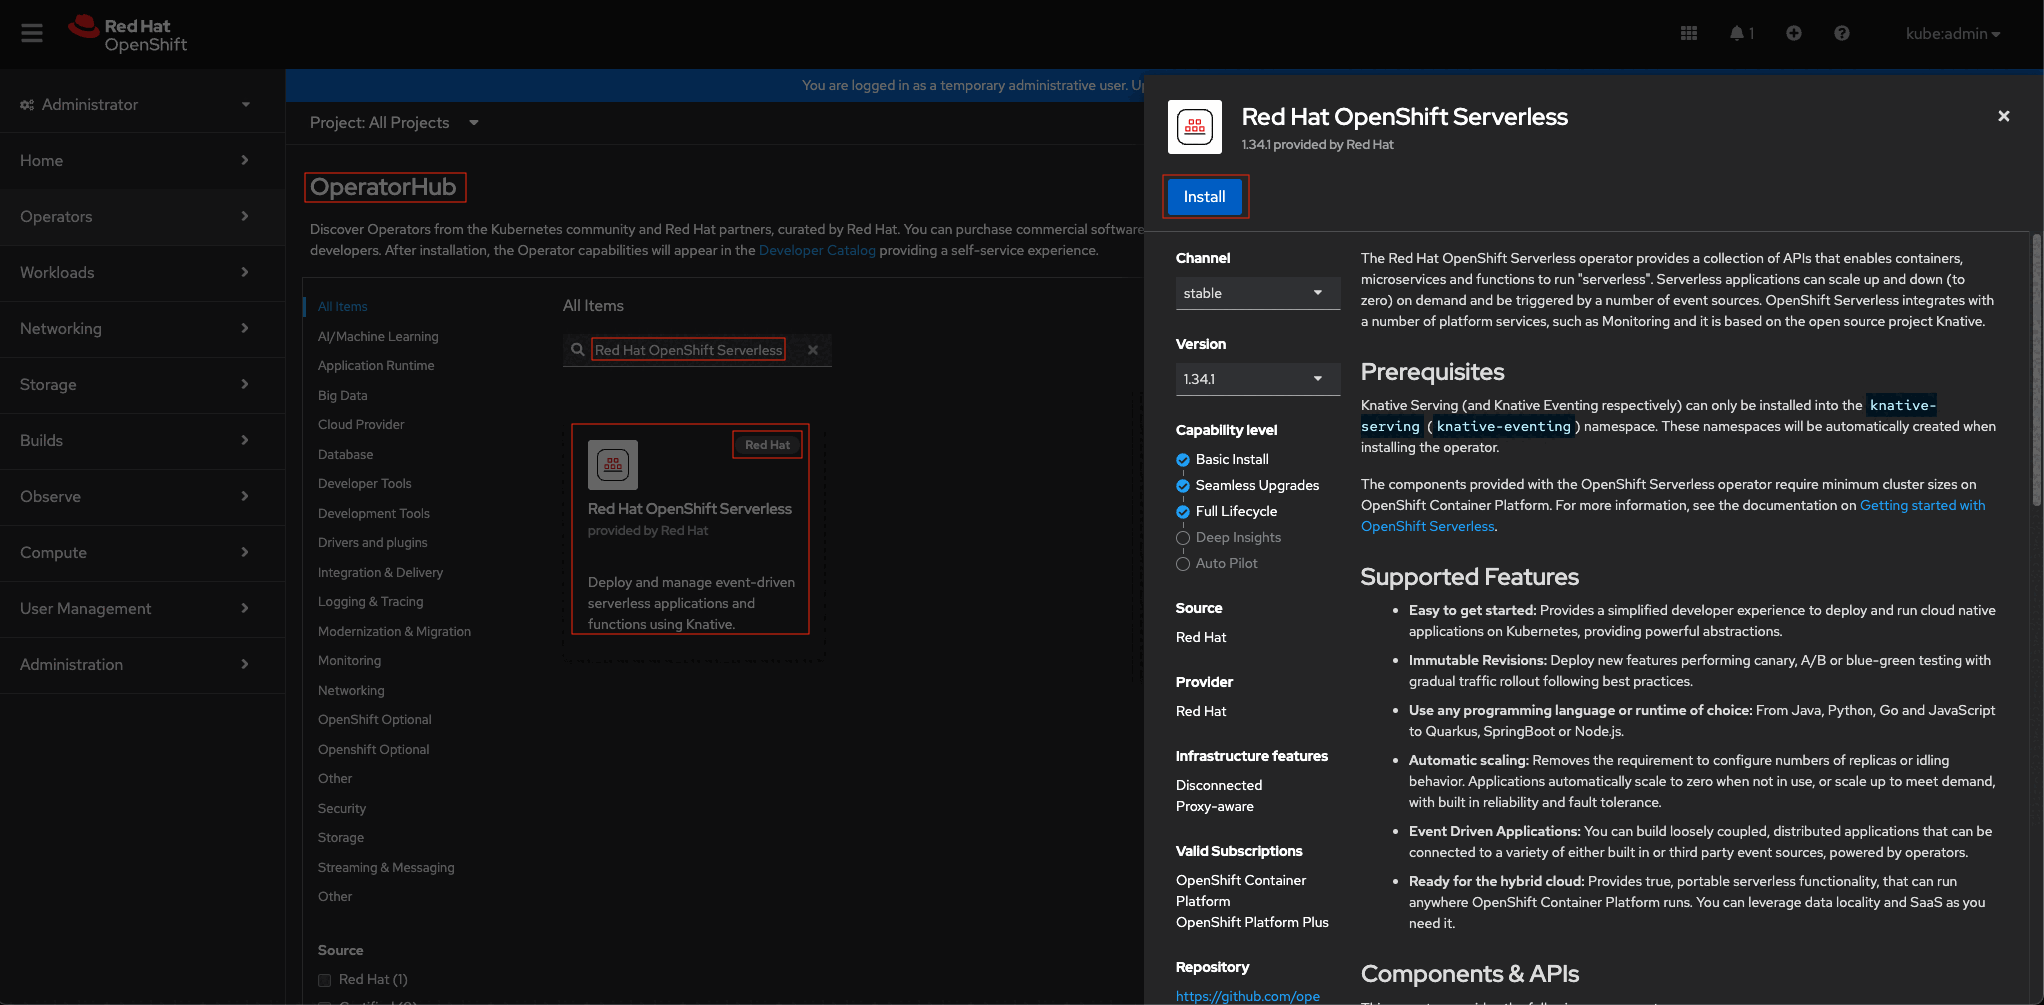 Red Hat
OpenShift
1
kube:admin
Administrator
Home
Operators
Workloads
Networking
Storage
Builds
Observe
Compute
User Management
Administration
You are logged in as a temporary administrative user. Up
Project: All Projects
OperatorHub
Discover Operators from the Kubernetes community and Red Hat partners, curated by Red Hat. You can purchase commercial software
developers. After installation, the Operator capabilities will appear in the Developer Catalog providing a self-service experience.
All Items
AI/Machine Learning
Application Runtime
Big Data
Cloud Provider
Database
Developer Tools
Development Tools
Drivers and plugins
Integration & Delivery
Logging & Tracing
Modernization & Migration
Monitoring
Networking
OpenShift Optional
Openshift Optional
Other
Security
Storage
Streaming & Messaging
Other
Source
Red Hat (1)
All Items
Red Hat OpenShift Serverless
Red Hat
Red Hat OpenShift Serverless
provided by Red Hat
Deploy and manage event-driven
serverless applications and
functions using Knative.
Red Hat OpenShift Serverless
1.34.1 provided by Red Hat
Install
Channel
stable
Version
1.34.1
Capability level
Basic Install
Seamless Upgrades
Full Lifecycle
Deep Insights
Auto Pilot
Source
Red Hat
Provider
Red Hat
Infrastructure features
Disconnected
Proxy-aware
Valid Subscriptions
OpenShift Container
Platform
OpenShift Platform Plus
Repository
https://github.com/ope
The Red Hat OpenShift Serverless operator provides a collection of APIs that enables containers,
microservices and functions to run "serverless". Serverless applications can scale up and down (to
zero) on demand and be triggered by a number of event sources. OpenShift Serverless integrates with
a number of platform services, such as Monitoring and it is based on the open source project Knative.
Prerequisites
Knative Serving (and Knative Eventing respectively) can only be installed into the knative-
serving ( knative-eventing ) namespace. These namespaces will be automatically created when
installing the operator.
The components provided with the OpenShift Serverless operator require minimum cluster sizes on
OpenShift Container Platform. For more information, see the documentation on Getting started with
OpenShift Serverless.
Supported Features
• Easy to get started: Provides a simplified developer experience to deploy and run cloud native
applications on Kubernetes, providing powerful abstractions.
• Immutable Revisions: Deploy new features performing canary, A/B or blue-green testing with
gradual traffic rollout following best practices.
• Use any programming language or runtime of choice: From Java, Python, Go and JavaScript
to Quarkus, SpringBoot or Node.js.
• Automatic scaling: Removes the requirement to configure numbers of replicas or idling
behavior. Applications automatically scale to zero when not in use, or scale up to meet demand,
with built in reliability and fault tolerance.
• Event Driven Applications: You can build loosely coupled, distributed applications that can be
connected to a variety of either built in or third party event sources, powered by operators.
• Ready for the hybrid cloud: Provides true, portable serverless functionality, that can run
anywhere OpenShift Container Platform runs. You can leverage data locality and SaaS as you
need it.
Components & APIs